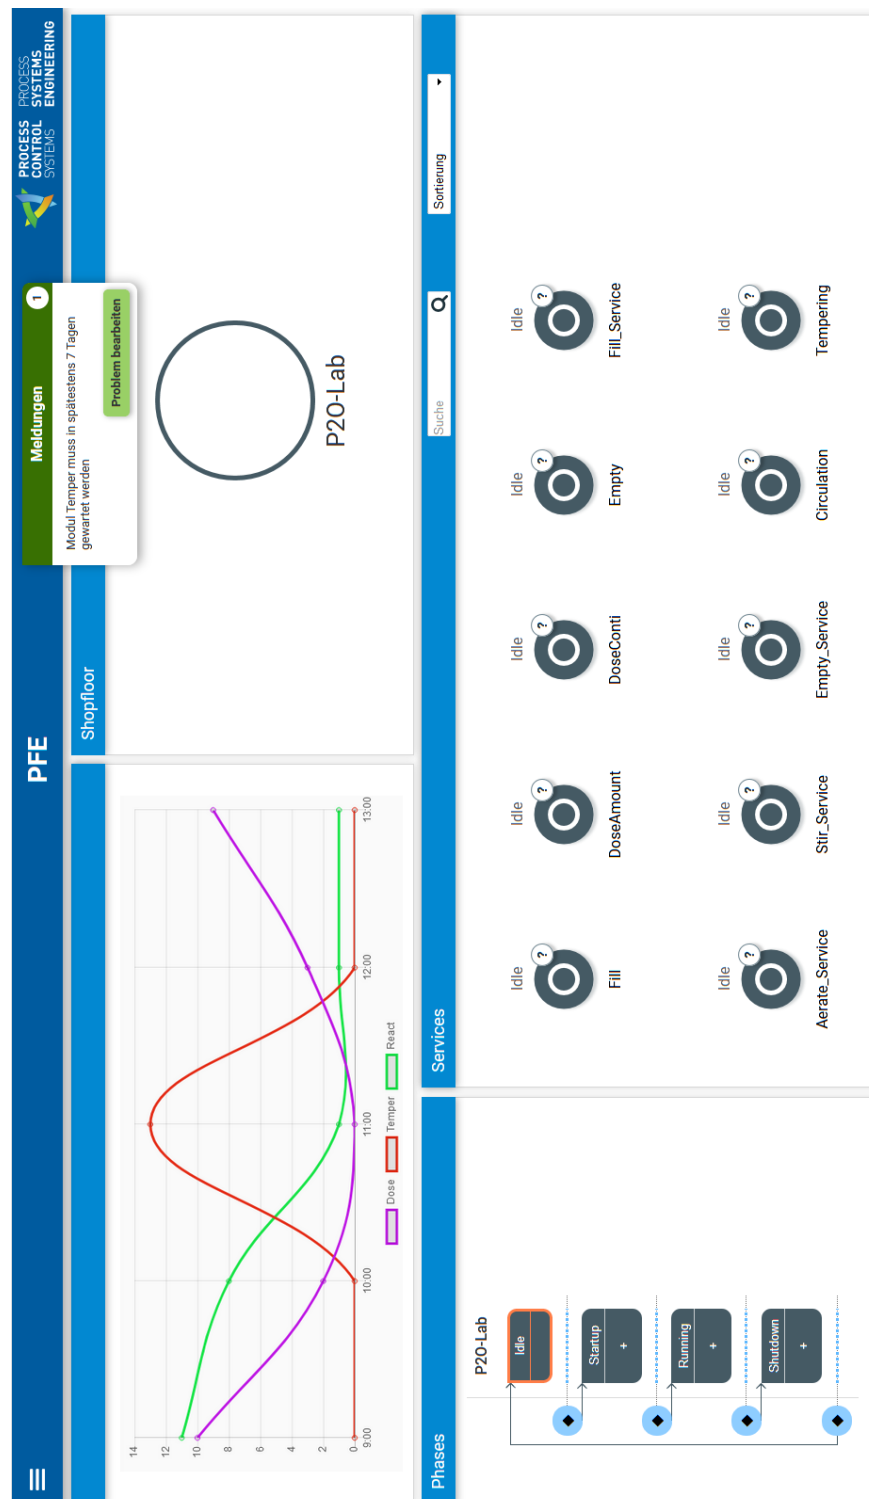 PFE
PROCESS
CONTROL
SYSTEMS
PROCESS
SYSTEMS
ENGINEERING
Meldungen
1
Modul Temper muss in spätestens 7 Tagen
gewartet werden
Problem bearbeiten
14
12
10
8
6
4
2
0
9:00
10:00
11:00
12:00
13:00
Dose
Temper
React
Shopfloor
P2O-Lab
Phases
P2O-Lab
Idle
Startup
+
Running
+
Shutdown
+
Services
Suche
Sortierung
Idle
Idle
Idle
Idle
Idle
?
?
?
?
?
Fill
DoseAmount
DoseConti
Empty
Fill_Service
Idle
Idle
Idle
Idle
Idle
?
?
?
?
?
Aerate_Service
Stir_Service
Empty_Service
Circulation
Tempering